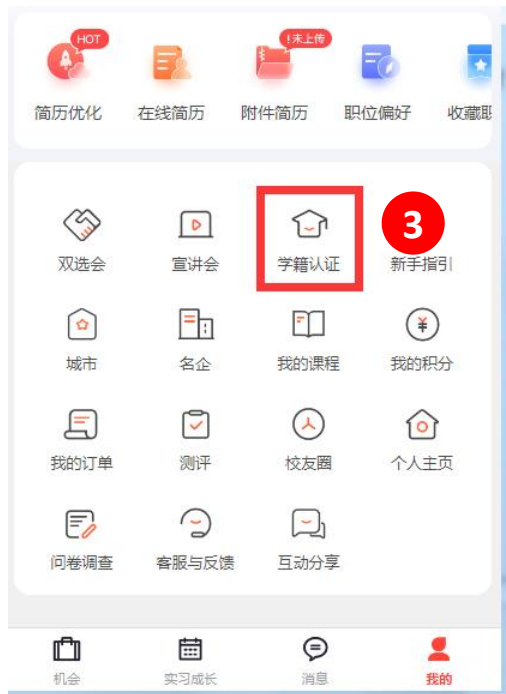 HOT
!未上传
简历优化 在线简历 附件简历 职位偏好 收藏职
3
双选会 宣讲会 学籍认证 新手指引
城市 名企 我的课程 我的积分
我的订单 测评 校友圈 个人主页
问卷调查 客服与反馈 互动分享
机会 实习成长 消息 我的